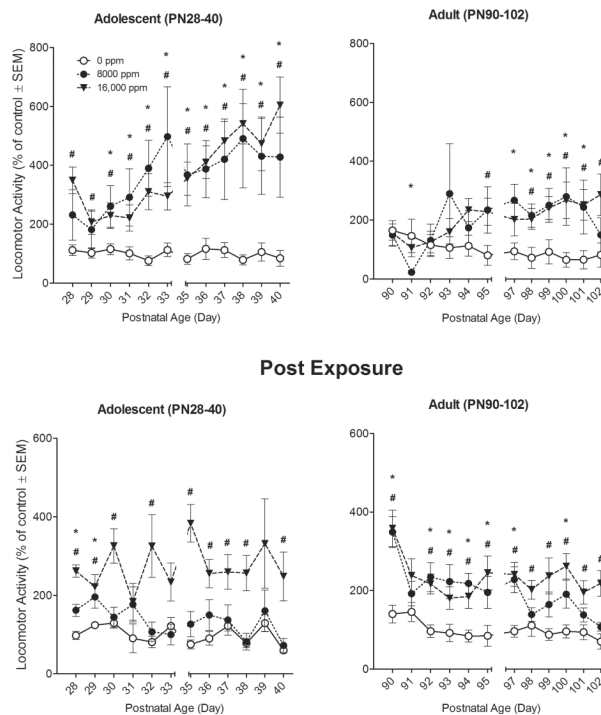 Adolescent (PN28-40)
Adult (PN90-102)
Locomotor Activity (% of control ± SEM)
800
600
400
200
0
0 ppm
8000 ppm
16,000 ppm
# # * # * # * # * # * # * # * # * # * # * #
28 29 30 31 32 33 35 36 37 38 39 40
Postnatal Age (Day)
800
600
400
200
0
* # * * # * # * # * # #
90 91 92 93 94 95 97 98 99 100 101 102
Postnatal Age (Day)
Post Exposure
Adolescent (PN28-40)
Adult (PN90-102)
Locomotor Activity (% of control ± SEM)
600
400
200
0
* # * # # # # # # # #
28 29 30 31 32 33 35 36 37 38 39 40
Postnatal Age (Day)
600
400
200
0
* # * # * # * # * # * # # # * # # #
90 91 92 93 94 95 97 98 99 100 101 102
Postnatal Age (Day)